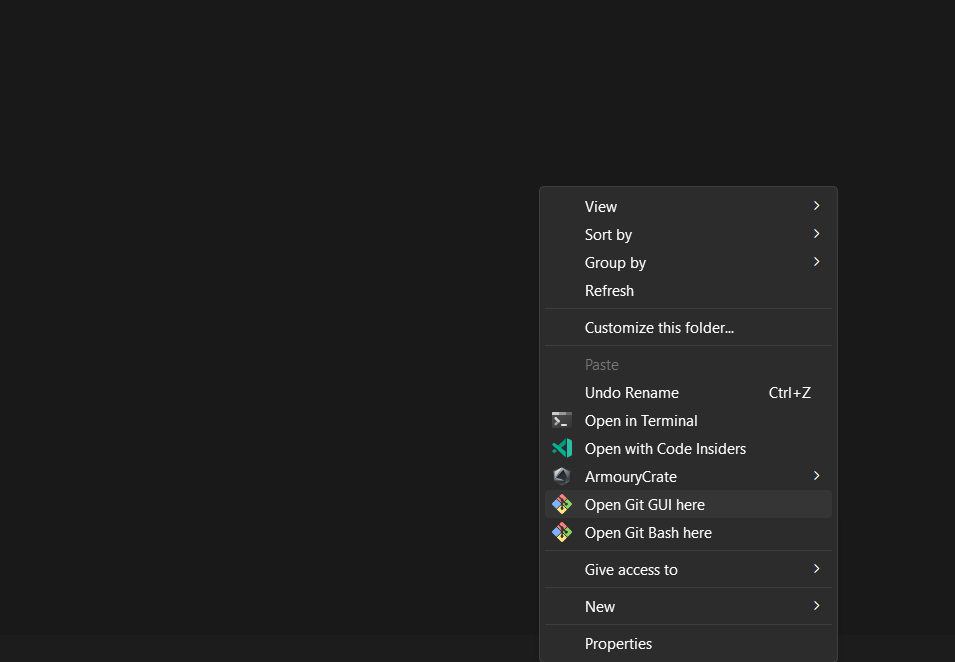 View
Sort by
Group by
Refresh
Customize this folder...
Paste
Undo Rename Ctrl+Z
Open in Terminal
Open with Code Insiders
ArmouryCrate
Open Git GUI here
Open Git Bash here
Give access to
New
Properties